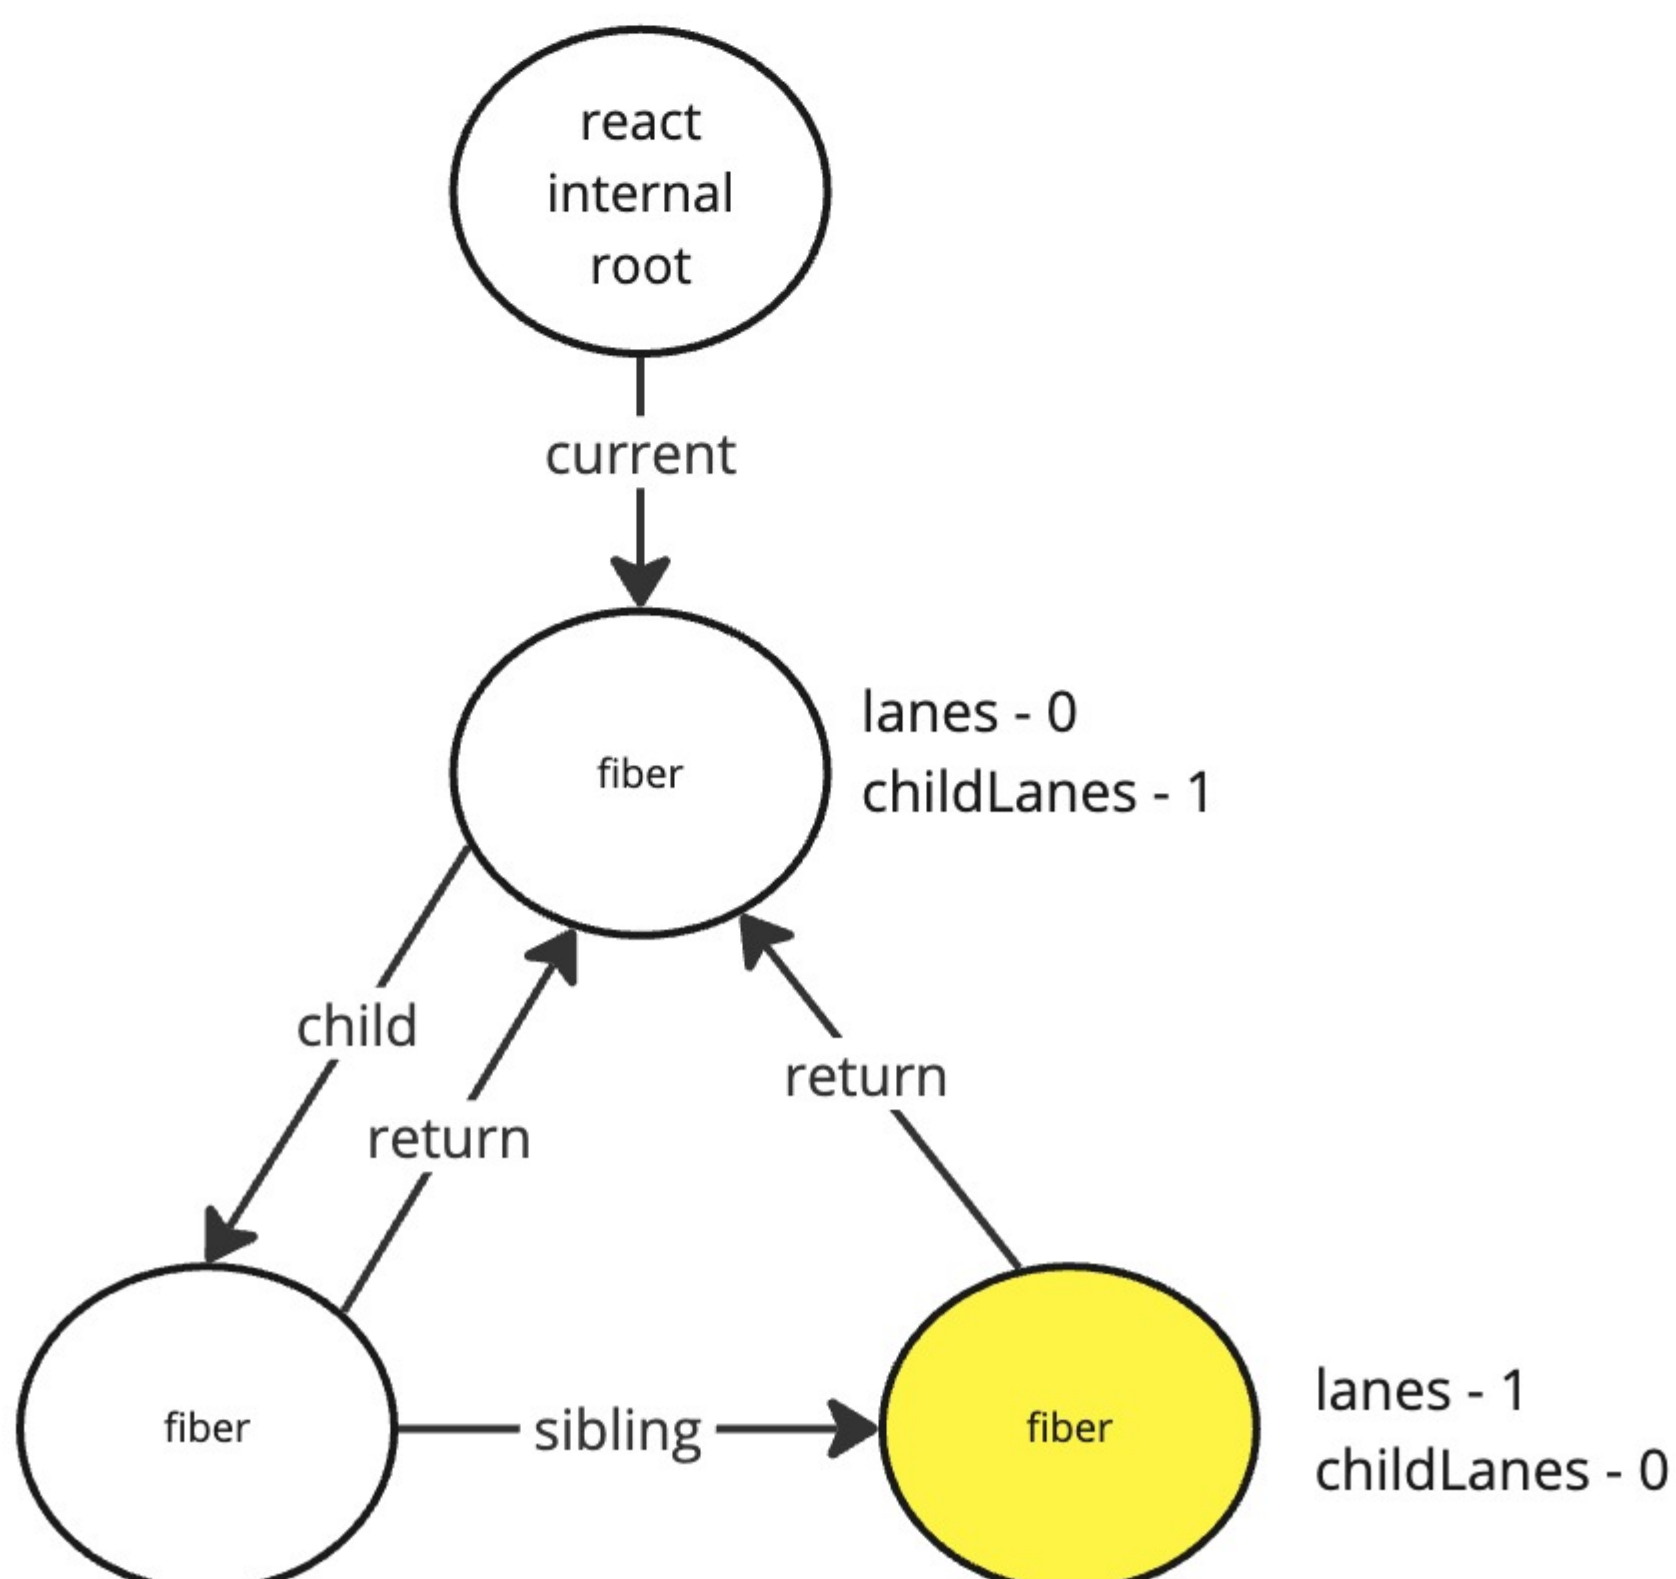 react
internal
root
current
fiber
lanes - 0
childLanes - 1
child
return
return
fiber
sibling
fiber
lanes - 1
childLanes - 0